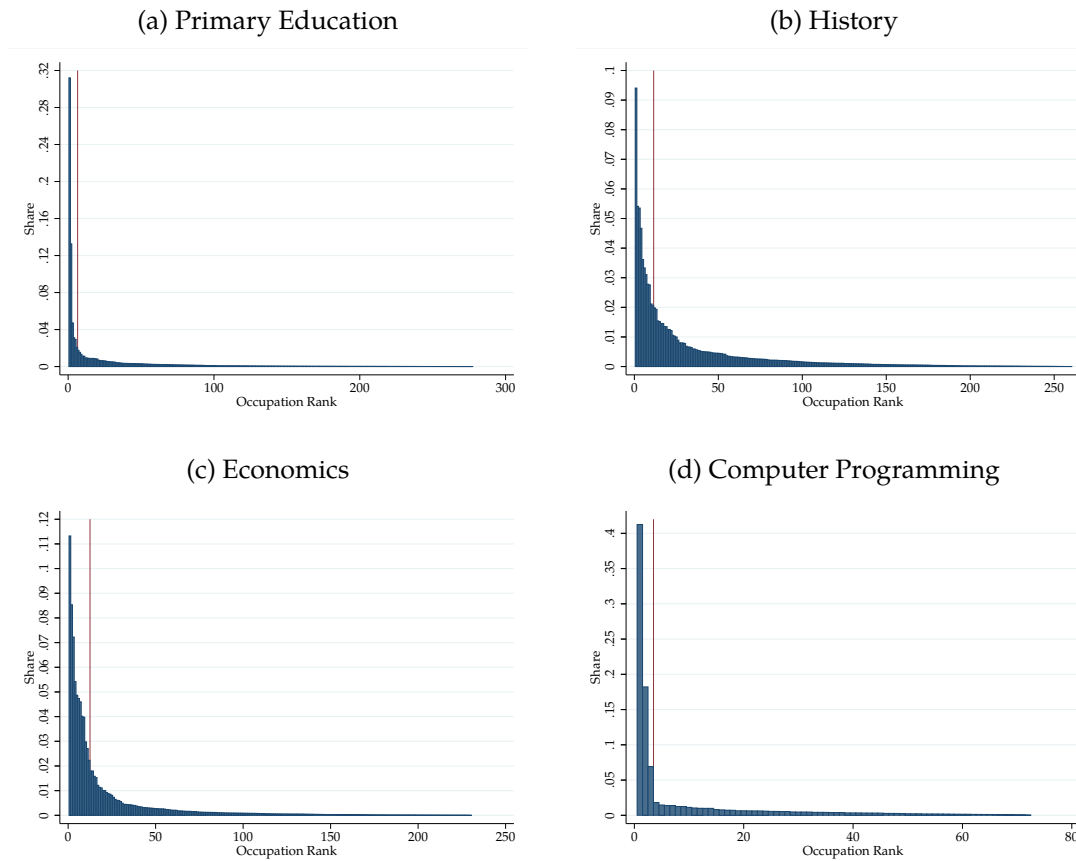 (a) Primary Education
(b) History
Share
0 .04 .08 .12 .16 .2 .24 .28 .32
0 100 200 300
Occupation Rank
Share
0 .01 .02 .03 .04 .05 .06 .07 .08 .09 .1
0 50 100 150 200 250
Occupation Rank
(c) Economics
(d) Computer Programming
Share
0 .01 .02 .03 .04 .05 .06 .07 .08 .09 .1 .11 .12
0 50 100 150 200 250
Occupation Rank
Share
0 .05 .1 .15 .2 .25 .3 .35 .4
0 20 40 60 80
Occupation Rank